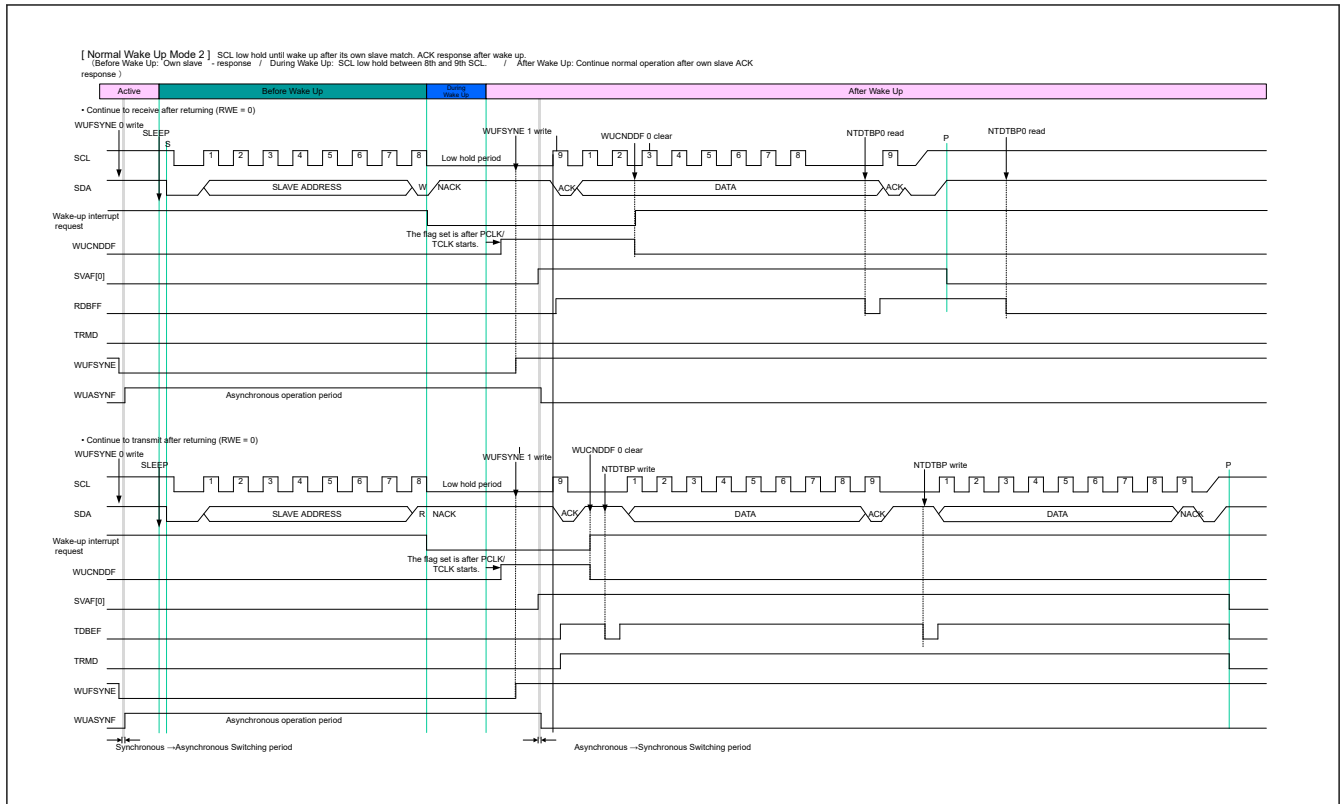 [ Normal Wake Up Mode 2 ] SCL low hold until wake up after its own slave match. ACK response after wake up.
(Before Wake Up: Own slave - response / During Wake Up: SCL low hold between 8th and 9th SCL. / After Wake Up: Continue normal operation after own slave ACK
response )
Active Before Wake Up During Wake Up After Wake Up
• Continue to receive after returning (RWE = 0)
WUFSYNE 0 write SLEEP WUFSYNE 1 write WUCNDDF 0 clear NTDTBP0 read P NTDTBP0 read
S
SCL 1 2 3 4 5 6 7 8 Low hold period 9 1 2 3 4 5 6 7 8 9
SDA SLAVE ADDRESS W NACK ACK DATA ACK
Wake-up interrupt
request
The flag set is after PCLK/
TCLK starts.
WUCNDDF
SVAF[0]
RDBFF
TRMD
WUFSYNE
WUASYNF Asynchronous operation period
• Continue to transmit after returning (RWE = 0)
WUFSYNE 0 write SLEEP WUFSYNE 1 write WUCNDDF 0 clear NTDTBP write NTDTBP write P
SCL 1 2 3 4 5 6 7 8 Low hold period 9 1 2 3 4 5 6 7 8 9 1 2 3 4 5 6 7 8 9
SDA SLAVE ADDRESS R NACK ACK DATA ACK DATA NACK
Wake-up interrupt
request
The flag set is after PCLK/
TCLK starts.
WUCNDDF
SVAF[0]
TDBEF
TRMD
WUFSYNE
WUASYNF Asynchronous operation period
Synchronous →Asynchronous Switching period Asynchronous →Synchronous Switching period